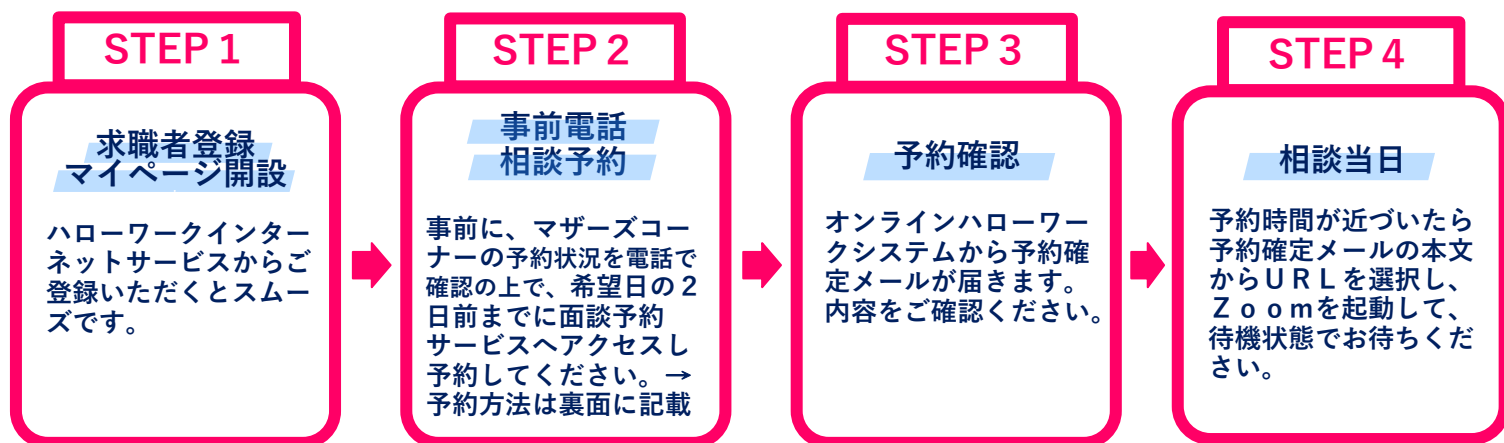 STEP１
求職者登録
マイページ開設
ハローワークインター
ネットサービスからご
登録いただくとスムー
ズです。
STEP２
事前電話
相談予約
事前に、マザーズコー
ナーの予約状況を電話で
確認の上で、希望日の２
日前までに面談予約
サービスへアクセスし
予約してください。→
予約方法は裏面に記載
STEP３
予約確認
オンラインハローワー
クシステムから予約確
定メールが届きます。
内容をご確認ください。
STEP４
相談当日
予約時間が近づいたら
予約確定メールの本文
からＵＲＬを選択し、
Ｚｏｏｍを起動して、
待機状態でお待ちくだ
さい。